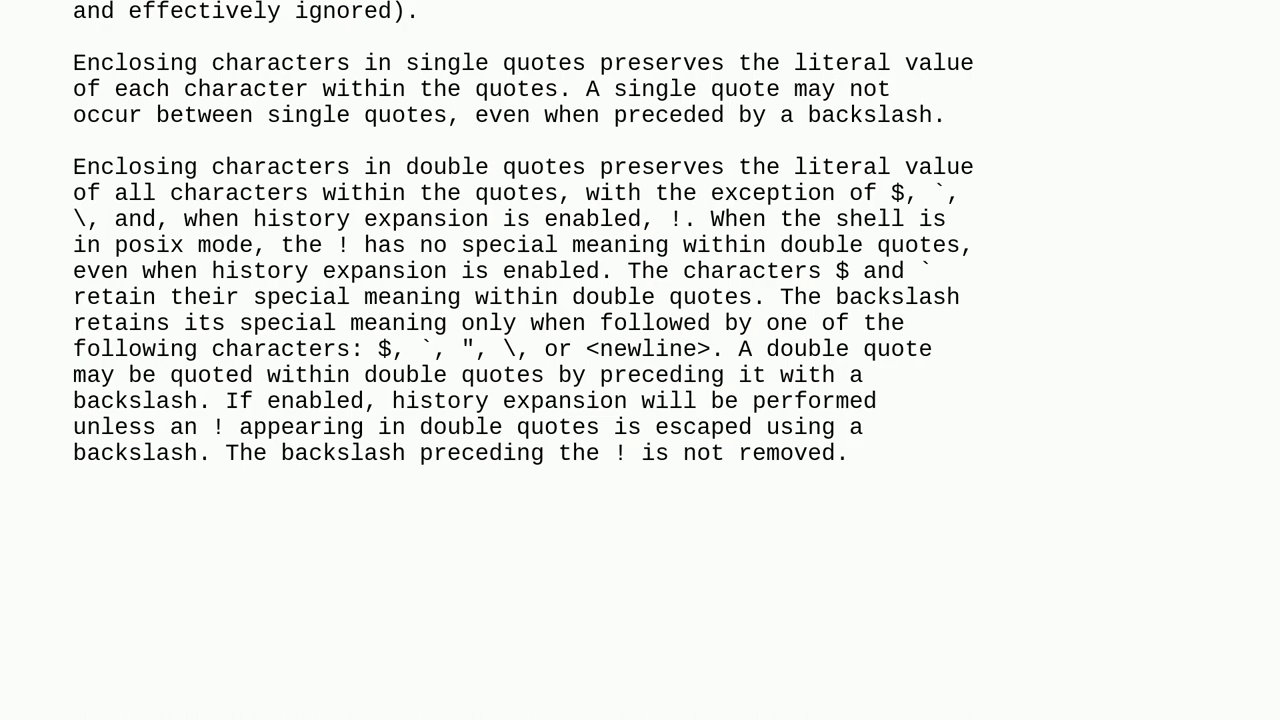 and effectively ignored).
Enclosing characters in single quotes preserves the literal value
of each character within the quotes. A single quote may not
occur between single quotes, even when preceded by a backslash.
Enclosing characters in double quotes preserves the literal value
of all characters within the quotes, with the exception of $, `,
\, and, when history expansion is enabled, !. When the shell is
in posix mode, the ! has no special meaning within double quotes,
even when history expansion is enabled. The characters $ and `
retain their special meaning within double quotes. The backslash
retains its special meaning only when followed by one of the
following characters: $, `, ", \, or <newline>. A double quote
may be quoted within double quotes by preceding it with a
backslash. If enabled, history expansion will be performed
unless an ! appearing in double quotes is escaped using a
backslash. The backslash preceding the ! is not removed.